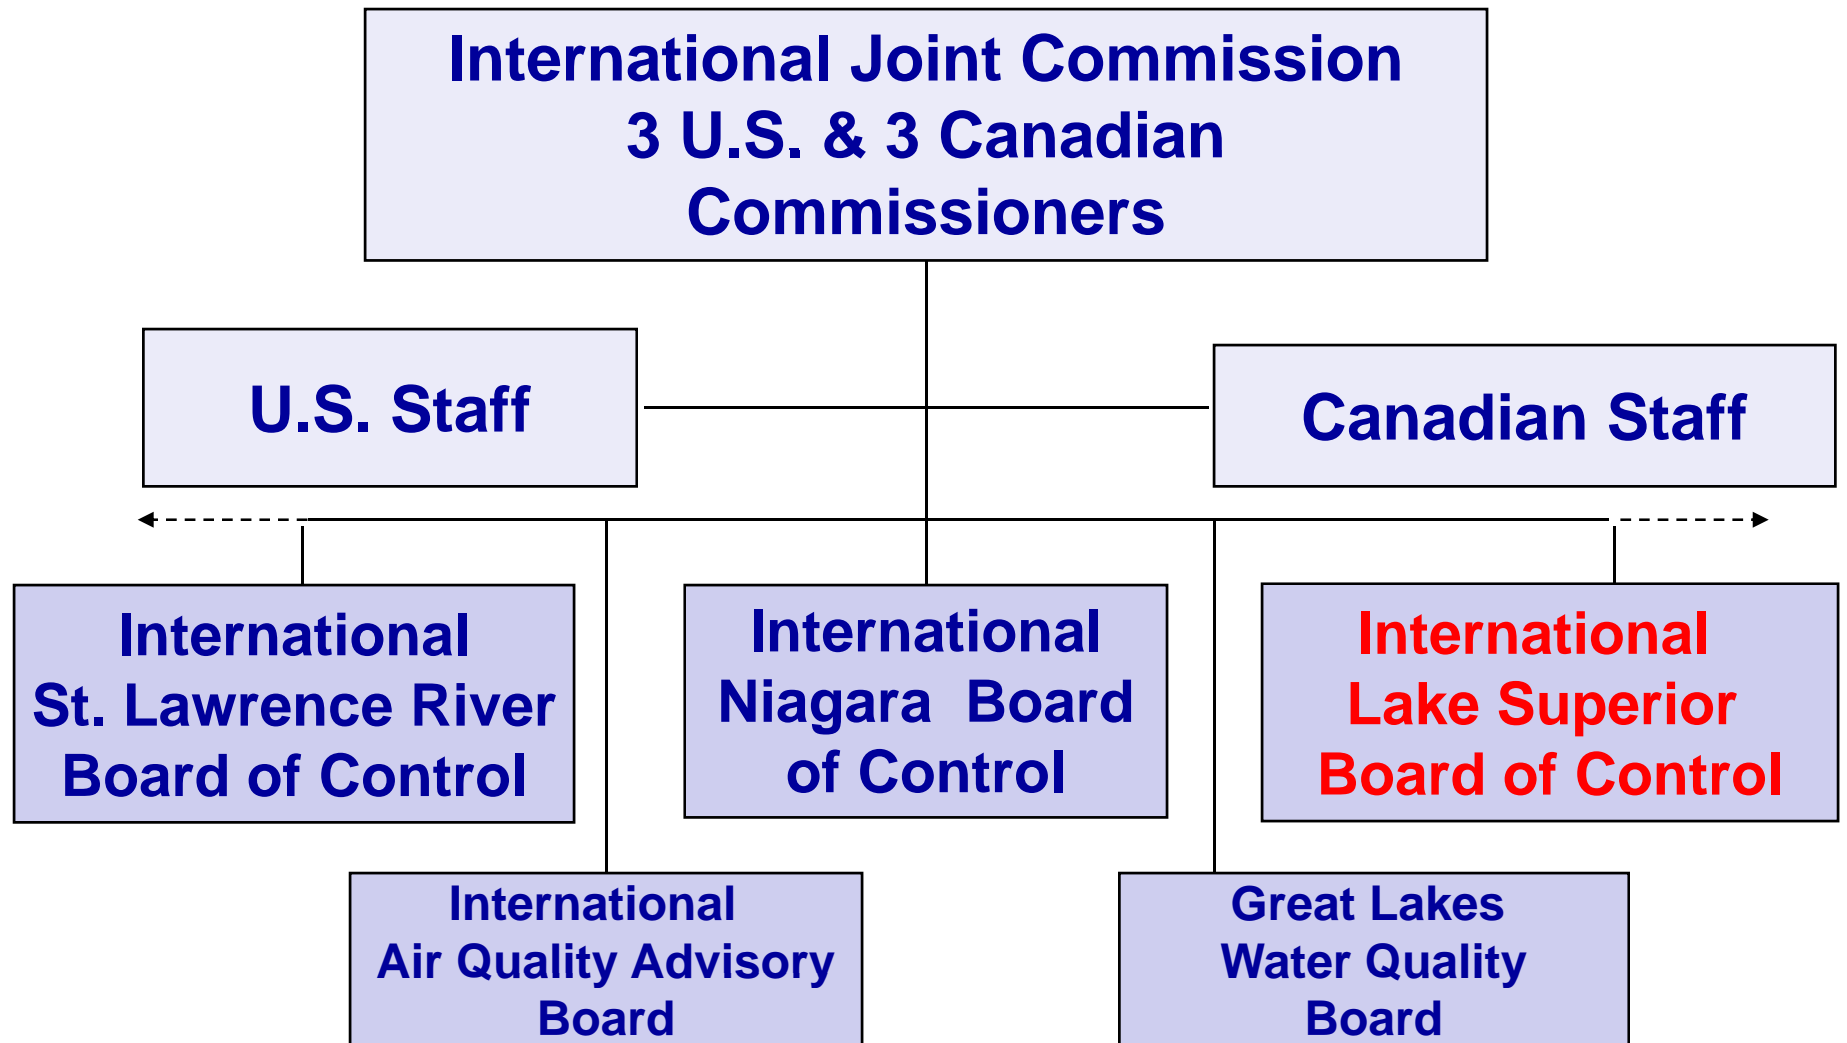 International Joint Commission
3 U.S. & 3 Canadian
Commissioners
U.S. Staff
Canadian Staff
International
St. Lawrence River
Board of Control
International
Niagara  Board
of Control
International
Lake Superior
Board of Control
International
Air Quality Advisory
Board
Great Lakes
Water Quality
Board